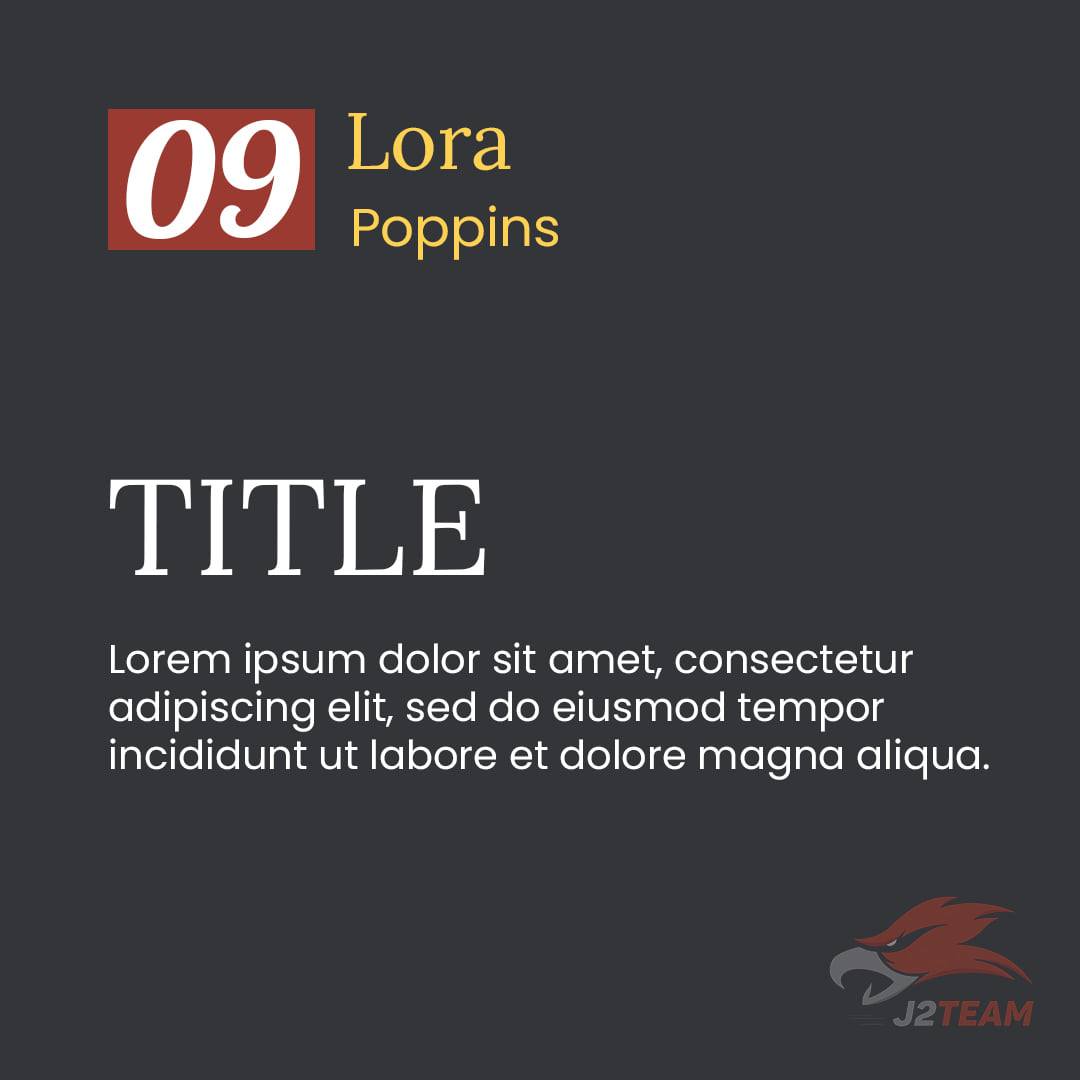 09
Lora
Poppins
TITLE
Lorem ipsum dolor sit amet, consectetur
adipiscing elit, sed do eiusmod tempor
incididunt ut labore et dolore magna aliqua.
J2TEAM